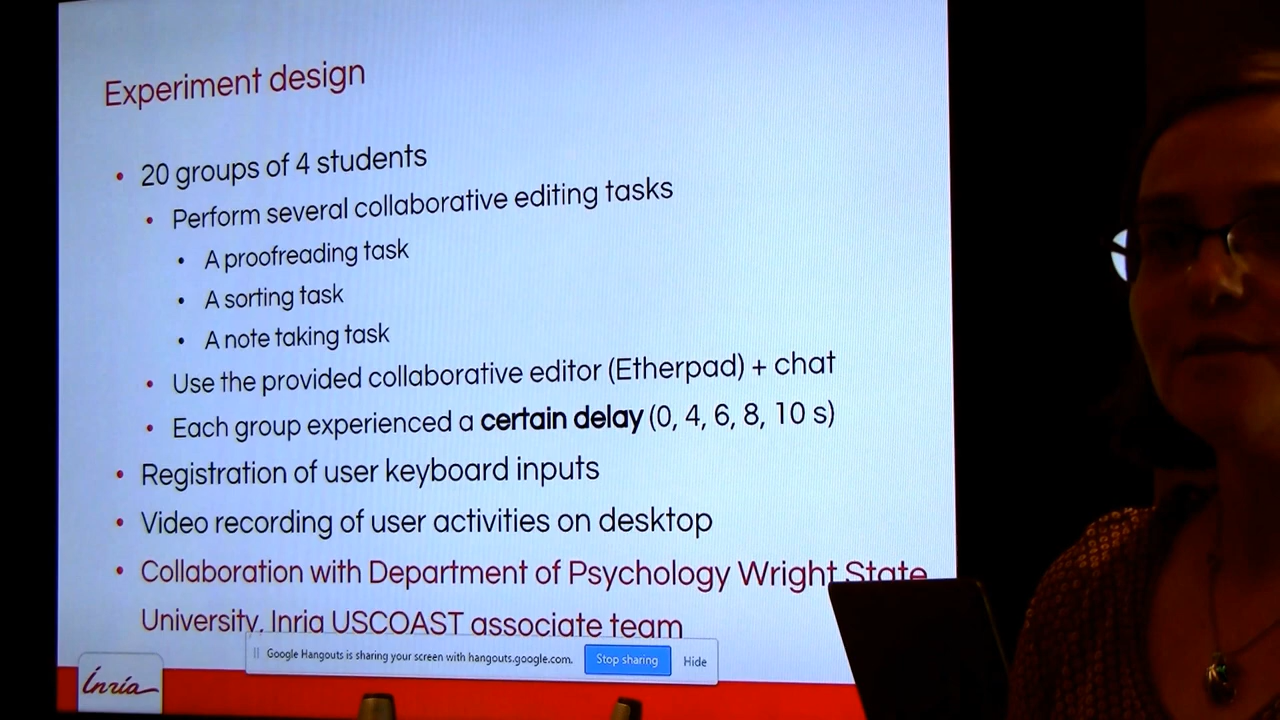 Experiment design
• 20 groups of 4 students
• Perform several collaborative editing tasks
• A proofreading task
• A sorting task
• A note taking task
• Use the provided collaborative editor (Etherpad) + chat
• Each group experienced a certain delay (0, 4, 6, 8, 10 s)
• Registration of user keyboard inputs
• Video recording of user activities on desktop
• Collaboration with Department of Psychology Wright State
University, Inria USCOAST associate team
Google Hangouts is sharing your screen with hangouts.google.com. Stop sharing Hide
Inria